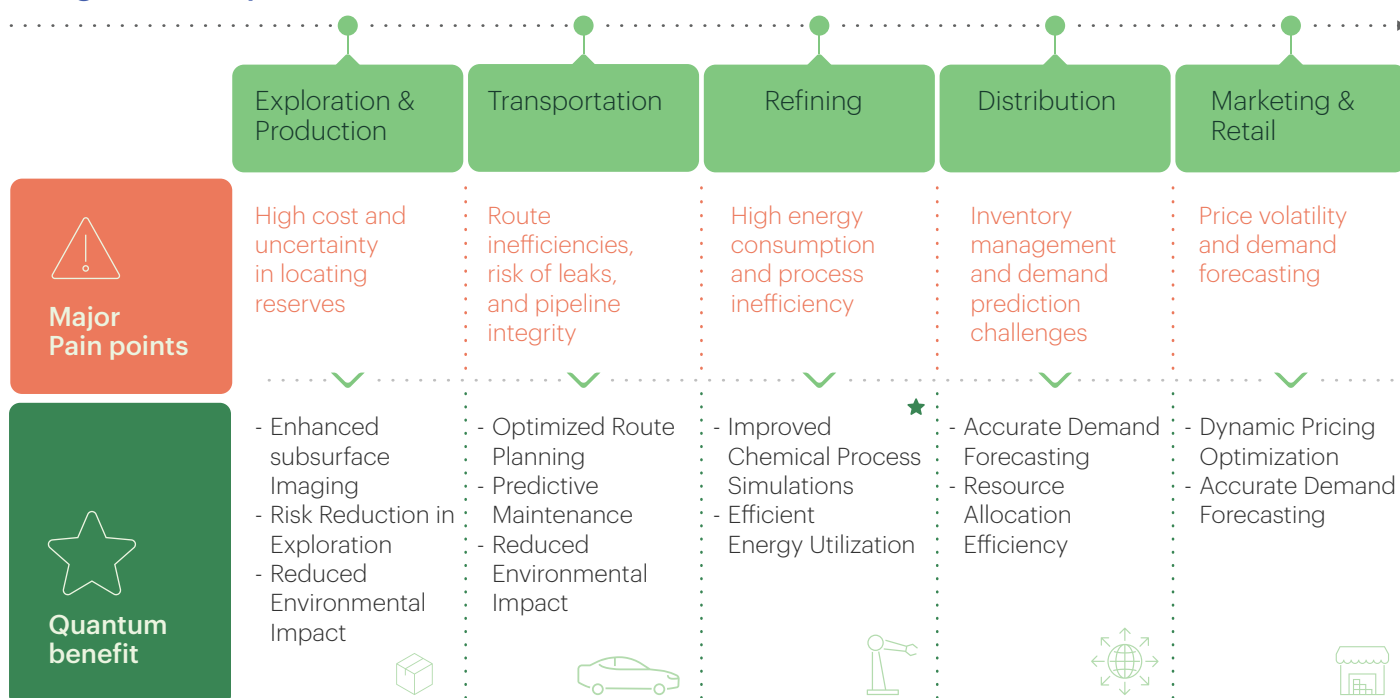 Exploration &
Production
Transportation
Refining
Distribution
Marketing &
Retail
Major
Pain points
High cost and
uncertainty
in locating
reserves
Route
inefficiencies,
risk of leaks,
and pipeline
integrity
High energy
consumption
and process
inefficiency
Inventory
management
and demand
prediction
challenges
Price volatility
and demand
forecasting
Quantum
benefit
- Enhanced
subsurface
Imaging
- Risk Reduction in
Exploration
- Reduced
Environmental
Impact
- Optimized Route
Planning
- Predictive
Maintenance
- Reduced
Environmental
Impact
- Improved
Chemical Process
Simulations
- Efficient
Energy Utilization
- Accurate Demand
Forecasting
- Resource
Allocation
Efficiency
- Dynamic Pricing
Optimization
- Accurate Demand
Forecasting